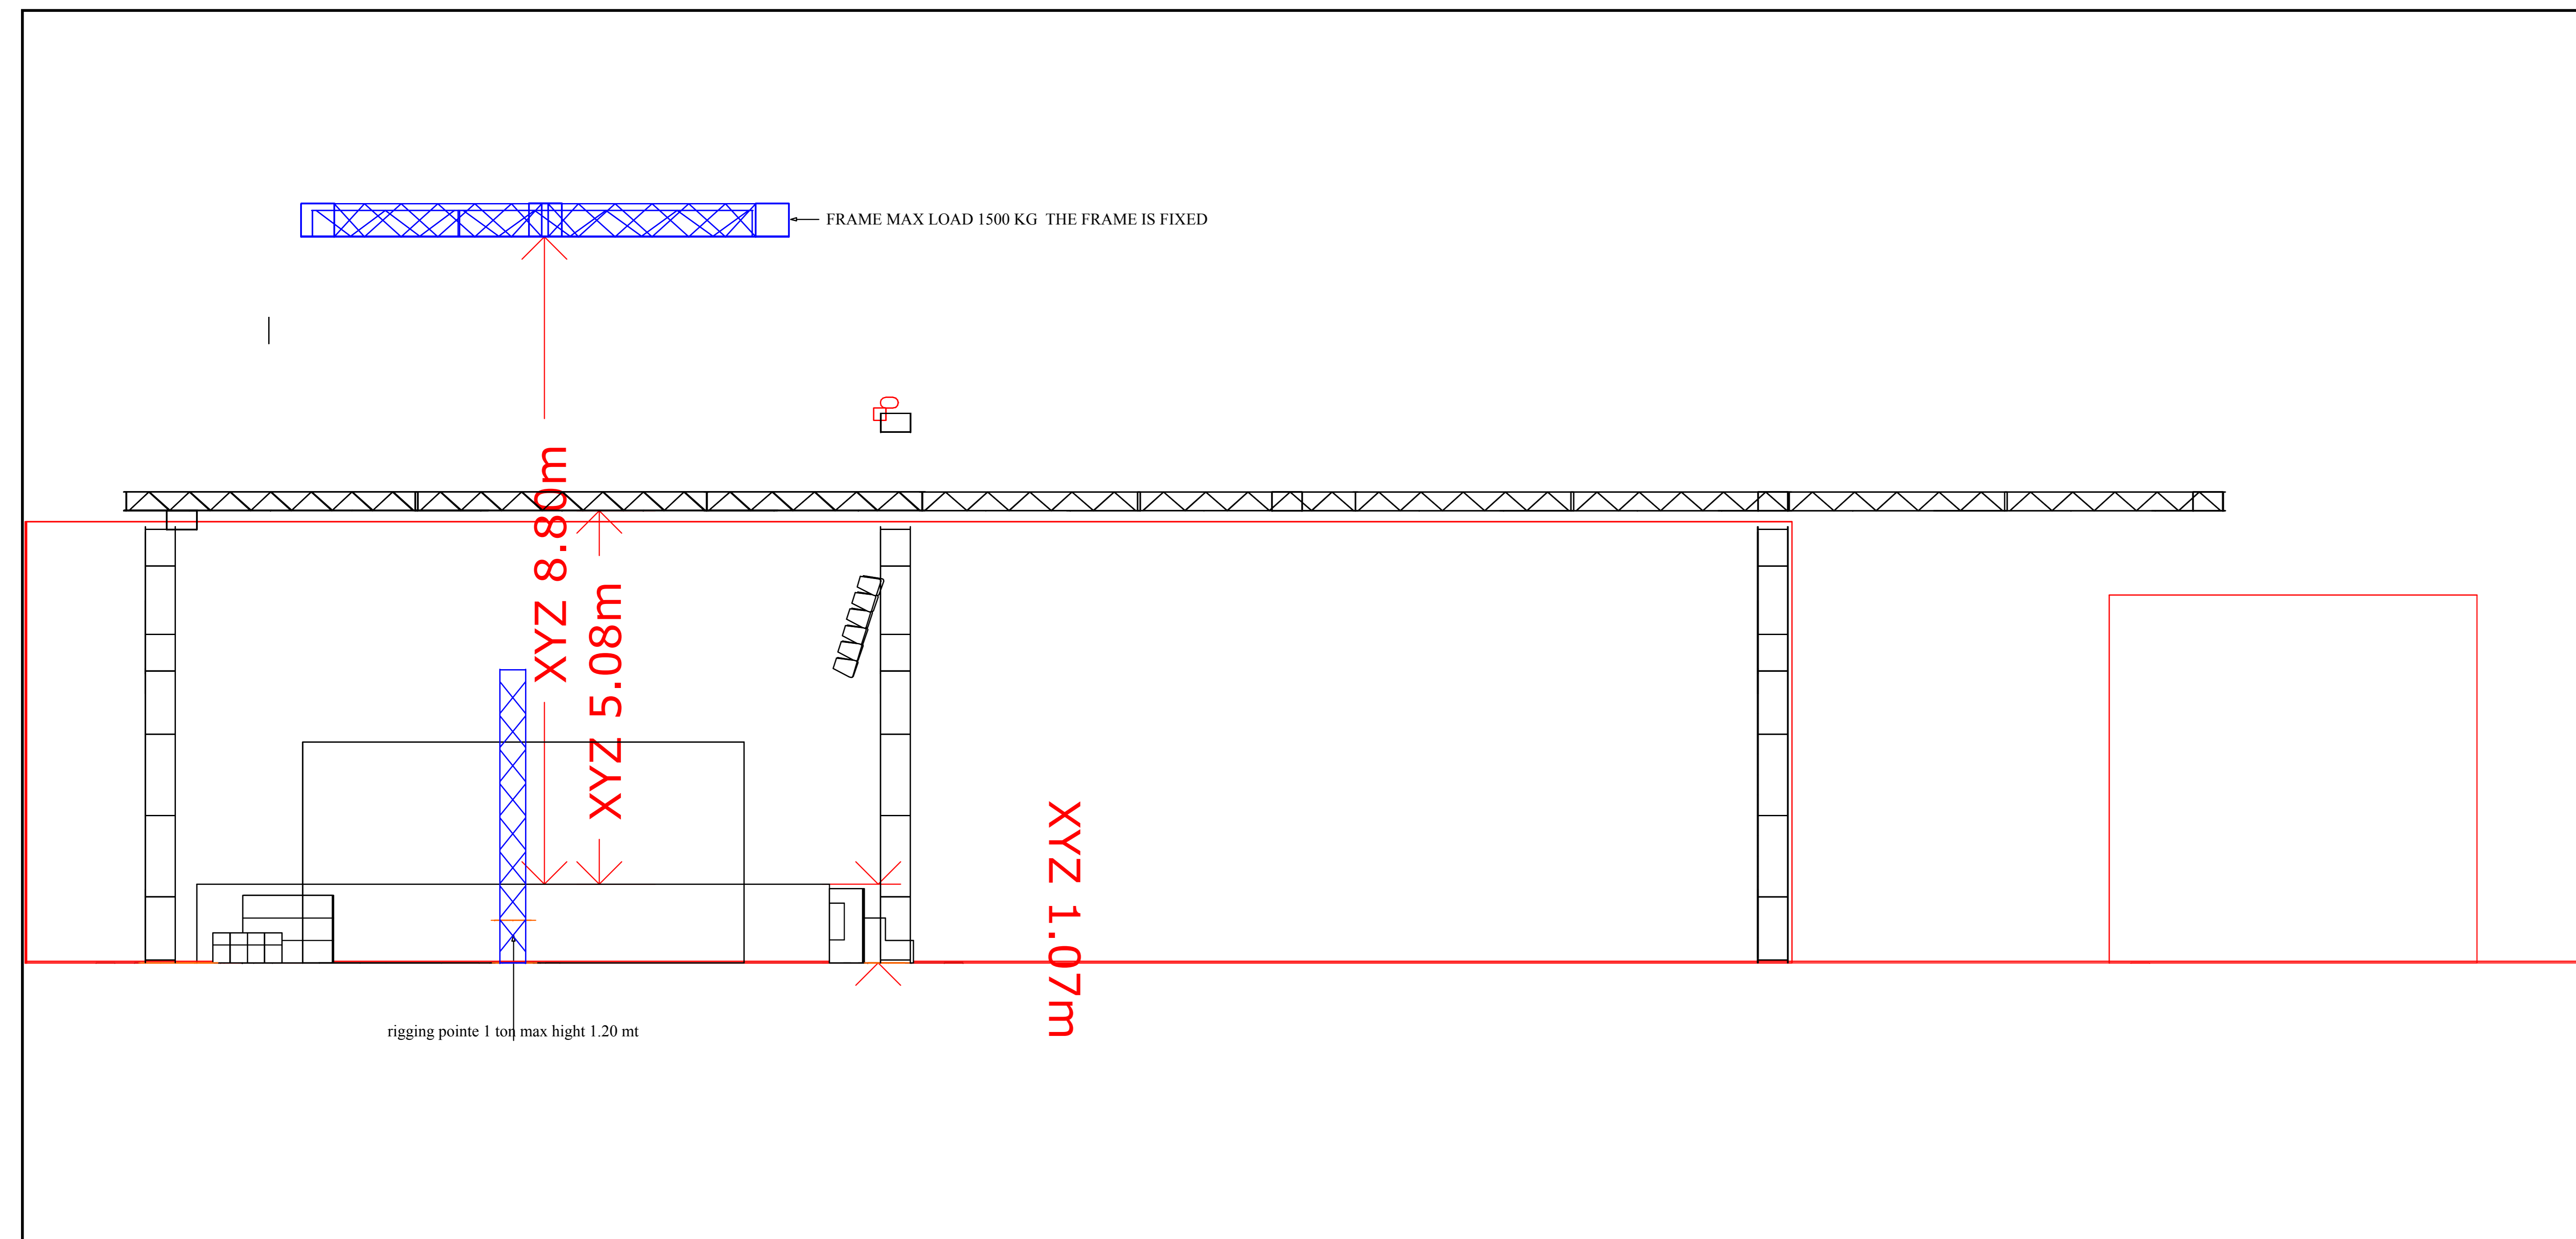 FRAME MAX LOAD 1500 KG  THE FRAME IS FIXED
0
XYZ 8.80m
XYZ 5.08m
XYZ 1.07m
rigging pointe 1 ton max hight 1.20 mt